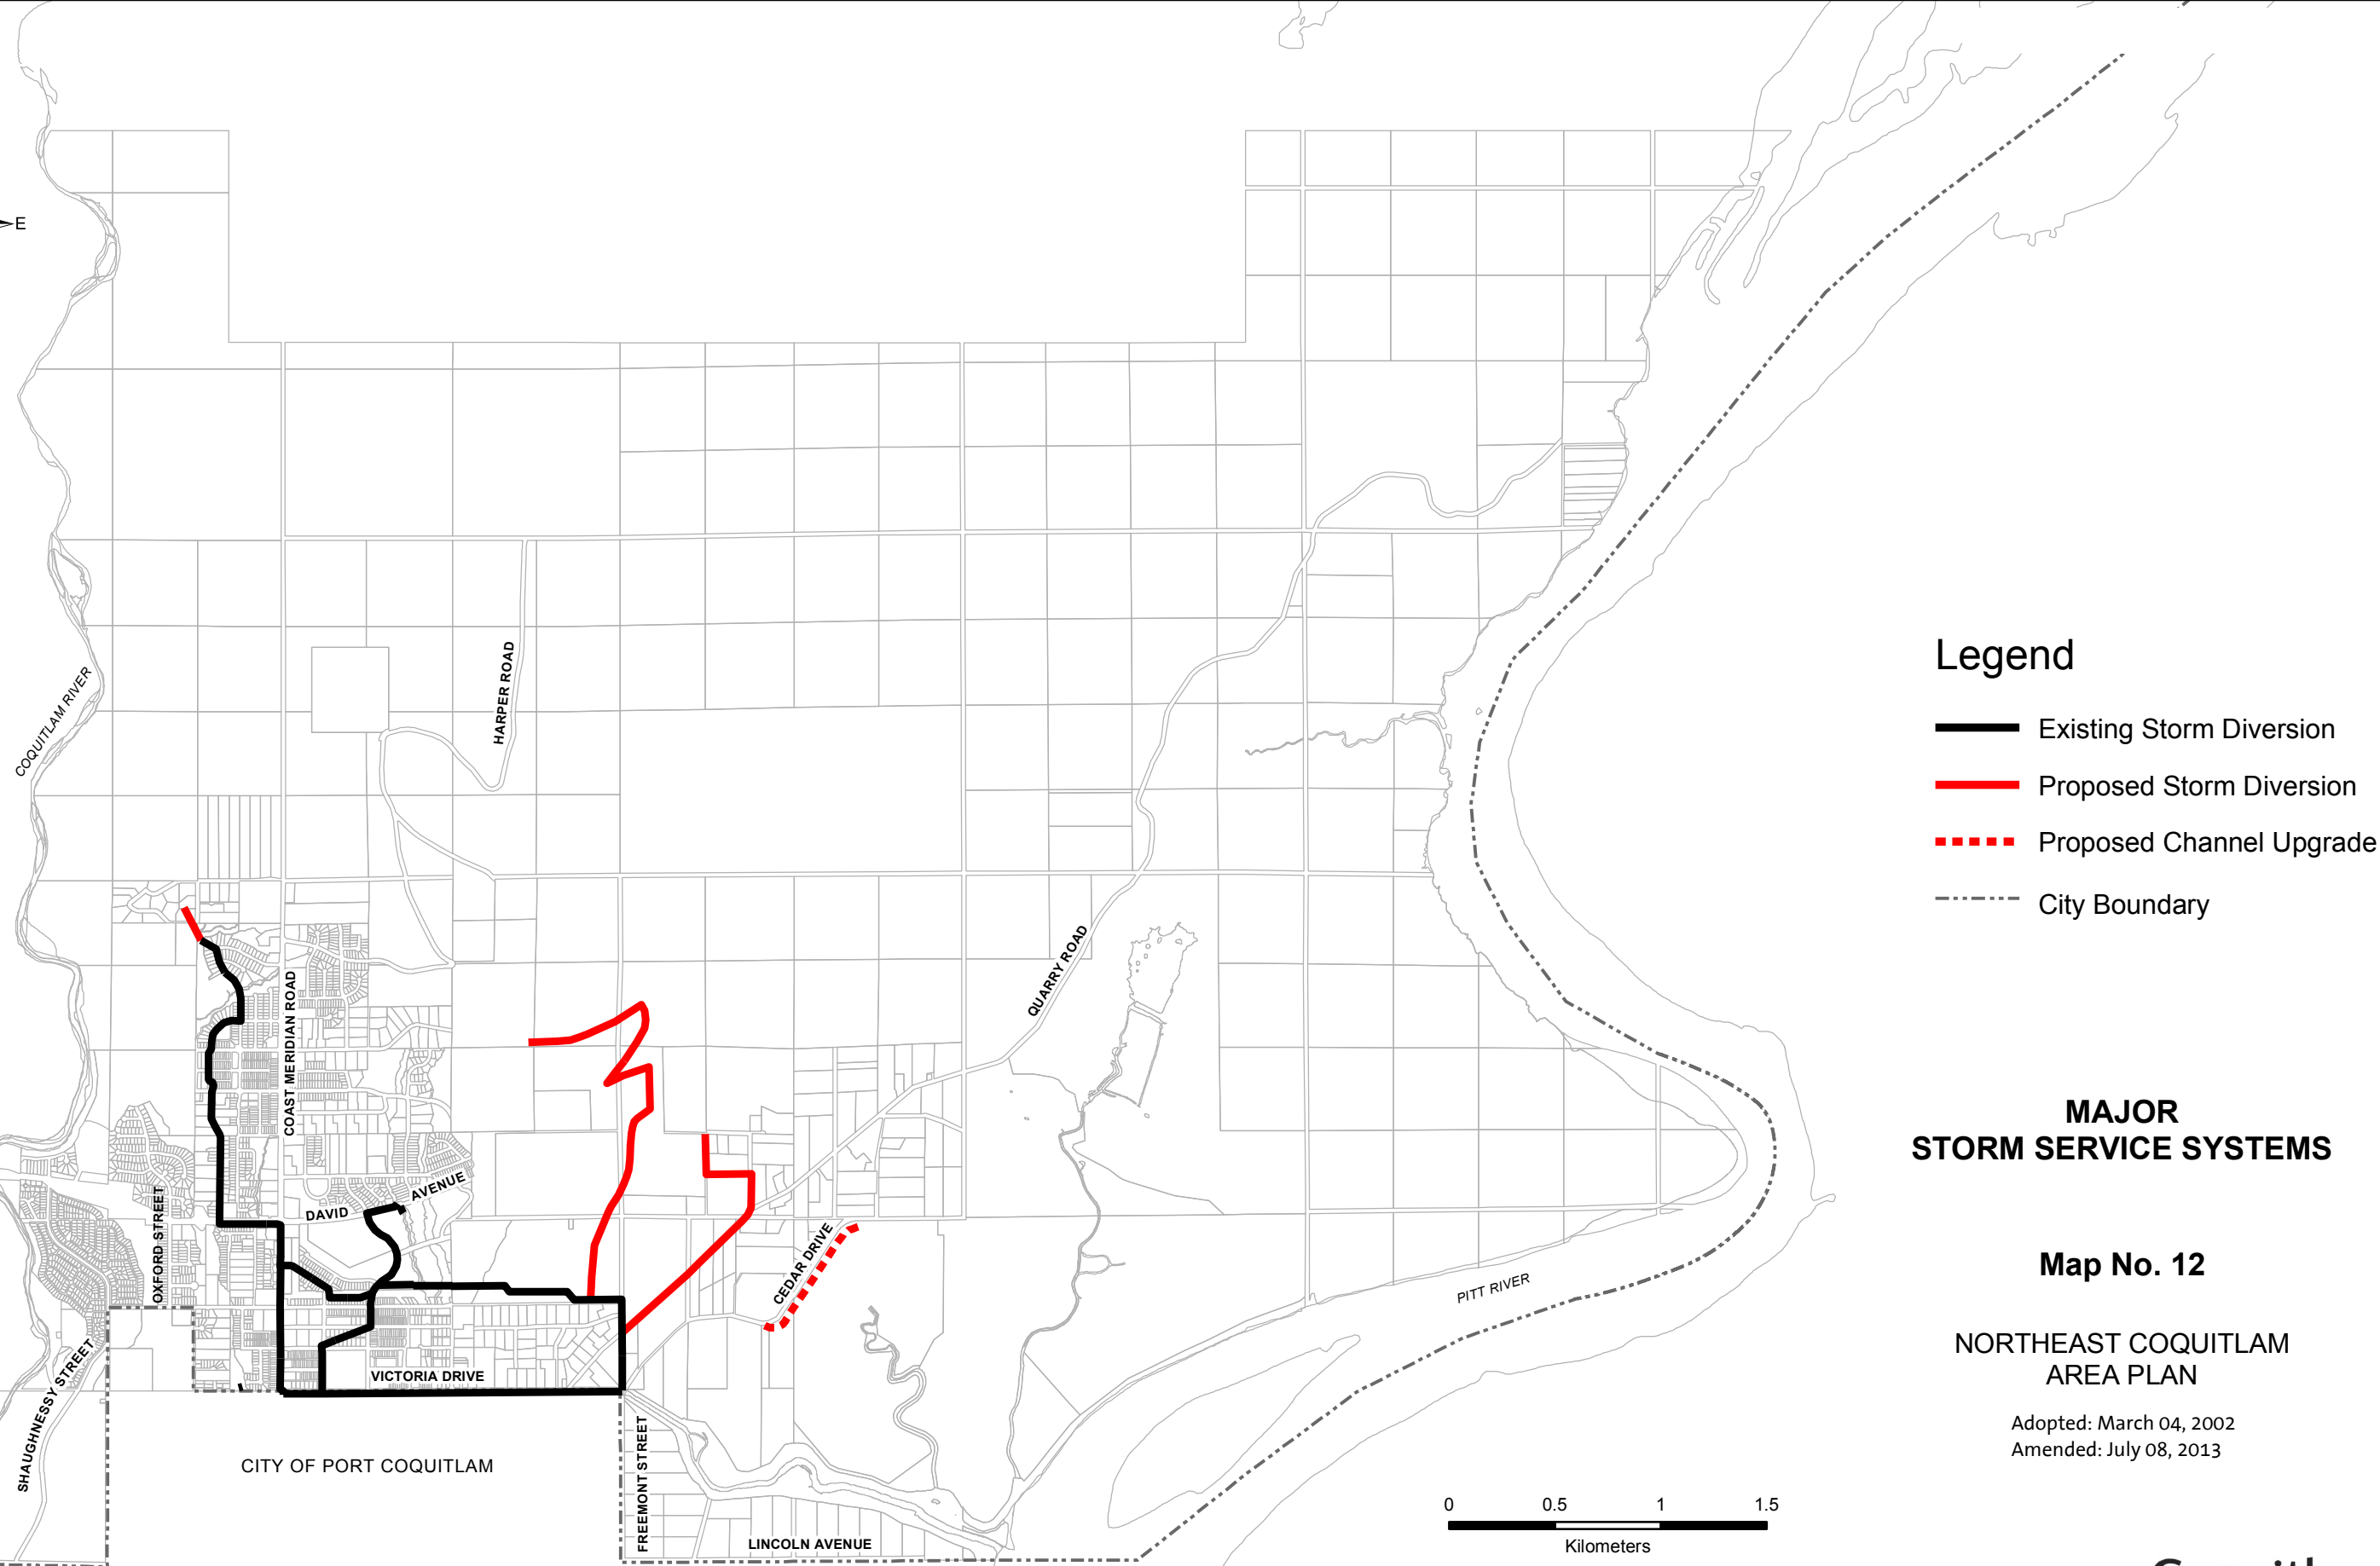 E
COQUITLAM RIVER
HARPER ROAD
Legend
Existing Storm Diversion
Proposed Storm Diversion
Proposed Channel Upgrade
City Boundary
COAST MERIDIAN ROAD
QUARRY ROAD
MAJOR
STORM SERVICE SYSTEMS
OXFORD STREET
DAVID AVENUE
CEDAR DRIVE
Map No. 12
PITT RIVER
SHAUGHNESSY STREET
VICTORIA DRIVE
NORTHEAST COQUITLAM
AREA PLAN
Adopted: March 04, 2002
Amended: July 08, 2013
CITY OF PORT COQUITLAM
FREEMONT STREET
LINCOLN AVENUE
0 0.5 1 1.5
Kilometers